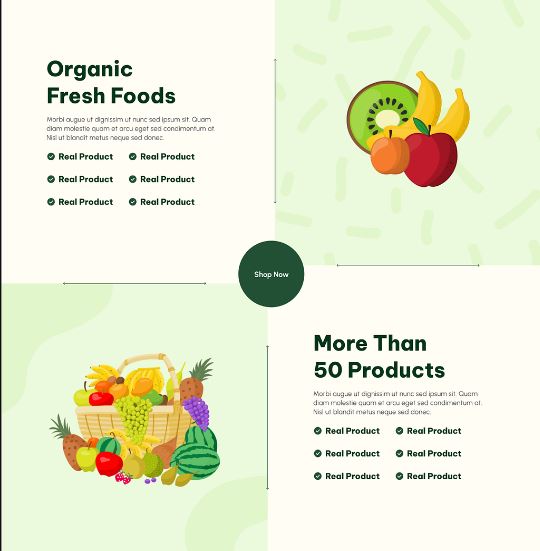 Organic
Fresh Foods
Morbi augue ut dignissim ut nunc sed ipsum sit. Quam
diam molestie quam at arcu eget sed condimentum at.
Nisl ut blandit metus neque sed donec.
Real Product Real Product
Real Product Real Product
Real Product Real Product
Shop Now
More Than
50 Products
Morbi augue ut dignissim ut nunc sed ipsum sit. Quam
diam molestie quam at arcu eget sed condimentum at.
Nisl ut blandit metus neque sed donec.
Real Product Real Product
Real Product Real Product
Real Product Real Product